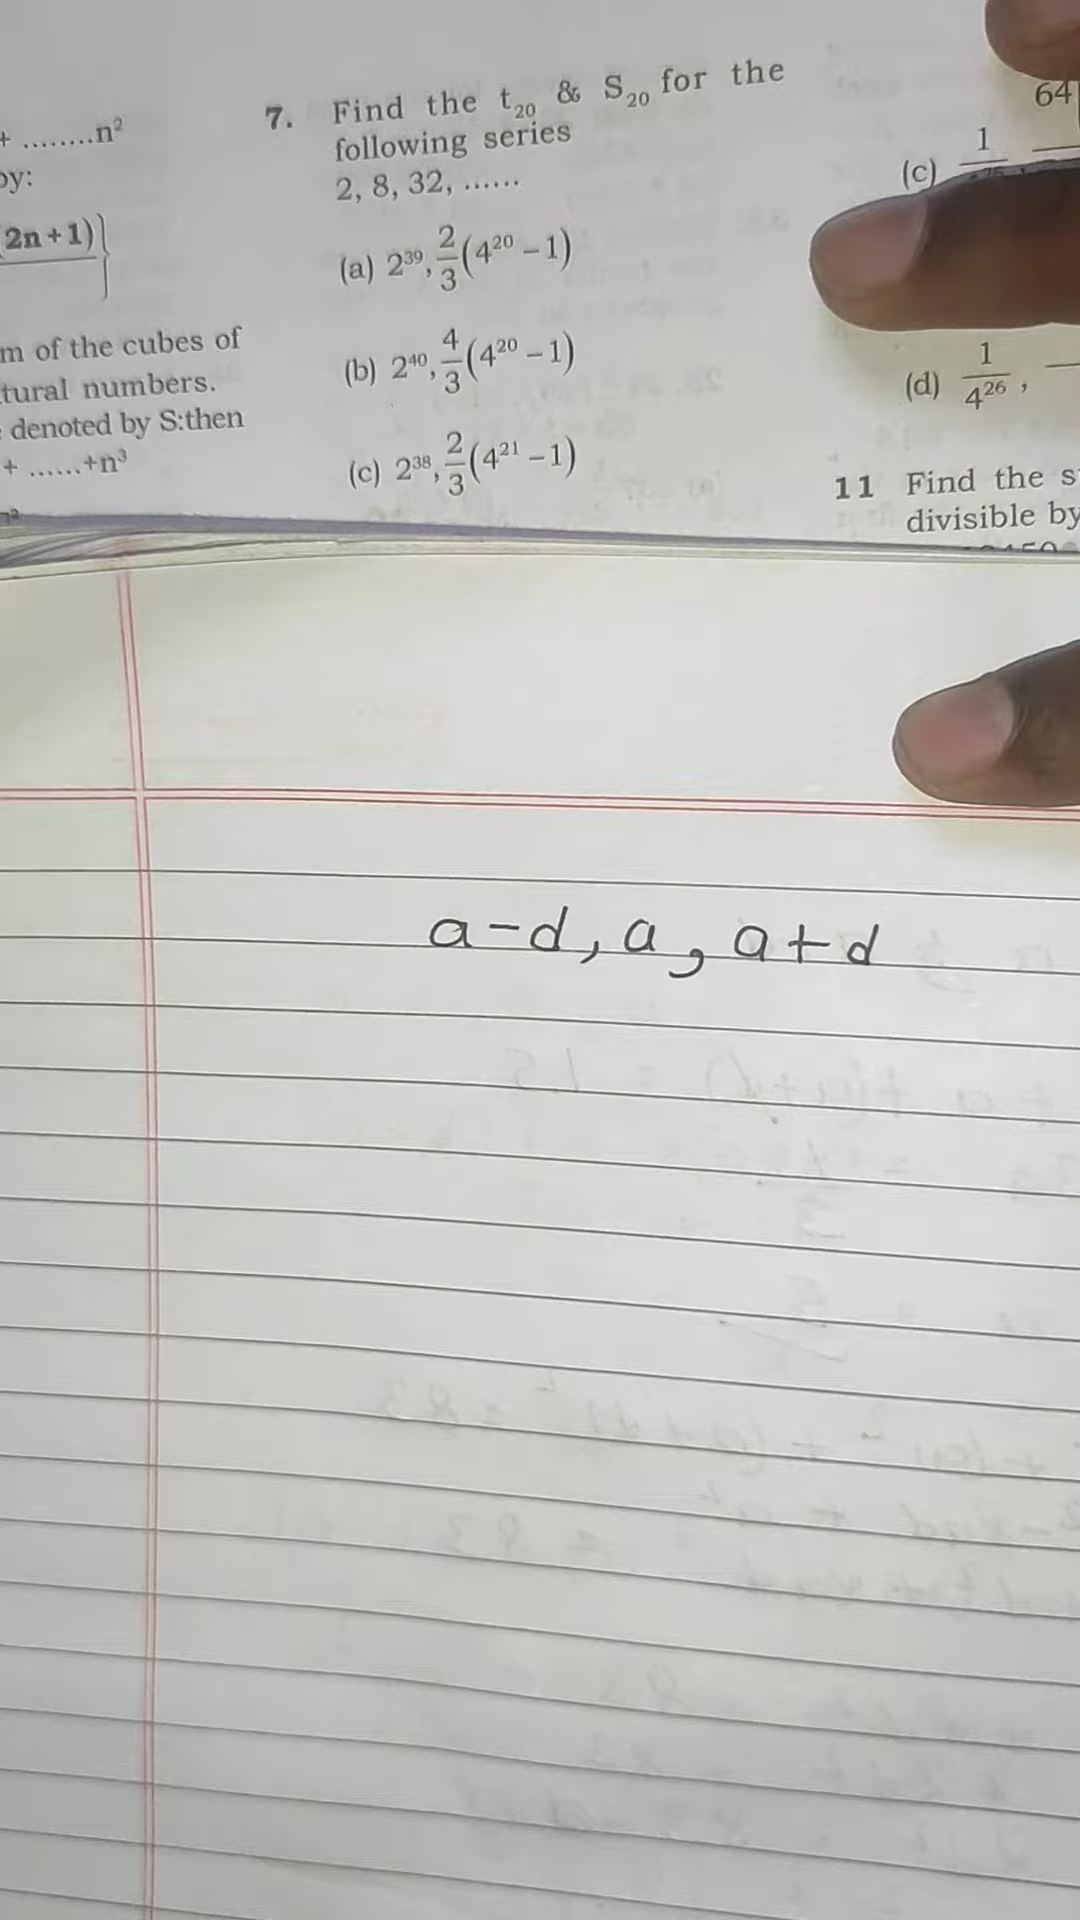 + ........n²
by:
2n+1)}
m of the cubes of
tural numbers.
denoted by S:then
+ ......+n³
7. Find the t₂₀ & S₂₀ for the
following series
2, 8, 32, ......
(a) 2³⁹, 2/3(4²⁰ – 1)
(b) 2⁴⁰, 4/3(4²⁰ – 1)
(c) 2³⁸, 2/3(4²¹ – 1)
64
(c) 1
(d) 1/4²⁶ ,
11 Find the s
divisible by
a-d, a, a+d